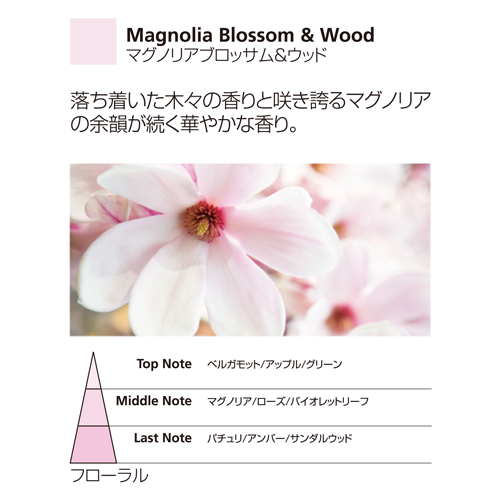 Magnolia Blossom & Wood
マグノリアブロッサム&ウッド
落ち着いた木々の香りと咲き誇るマグノリア
の余韻が続く華やかな香り。
Top Note ベルガモット/アップル/グリーン
Middle Note マグノリア/ローズ/バイオレットリーフ
Last Note パチュリ/アンバー/サンダルウッド
フローラル